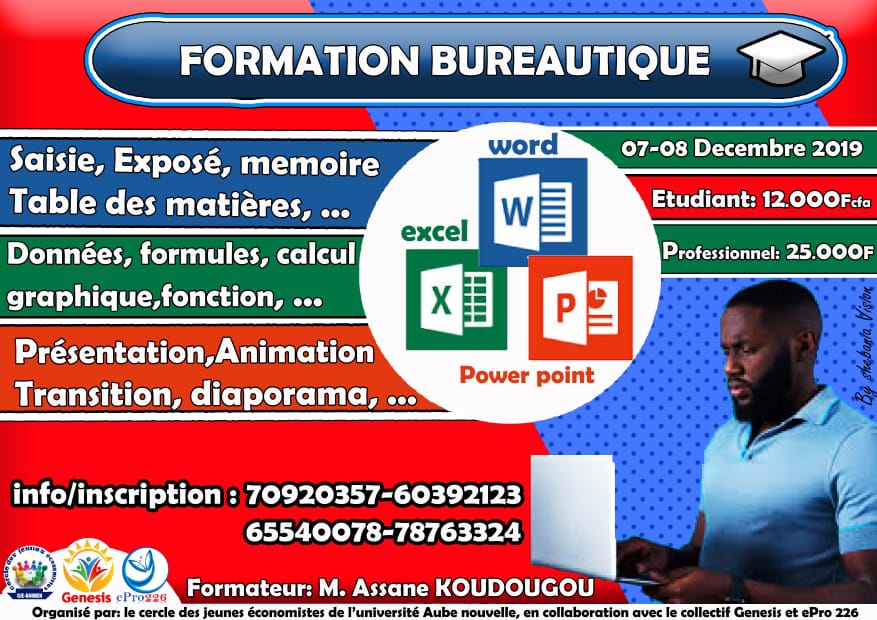 FORMATION BUREAUTIQUE
Saisie, Exposé, memoire
Table des matières, ...
Données, formules, calcul
graphique,fonction, ...
Présentation,Animation
Transition, diaporama, ...
word
W
excel
X
P
Power point
07-08 Decembre 2019
Etudiant: 12.000Fcfa
Professionnel: 25.000F
By shebanla Vision
info/inscription : 70920357-60392123
65540078-78763324
Genesis
ePro226
Formateur: M. Assane KOUDOUGOU
Organisé par: le cercle des jeunes économistes de l'université Aube nouvelle, en collaboration avec le collectif Genesis et ePro 226